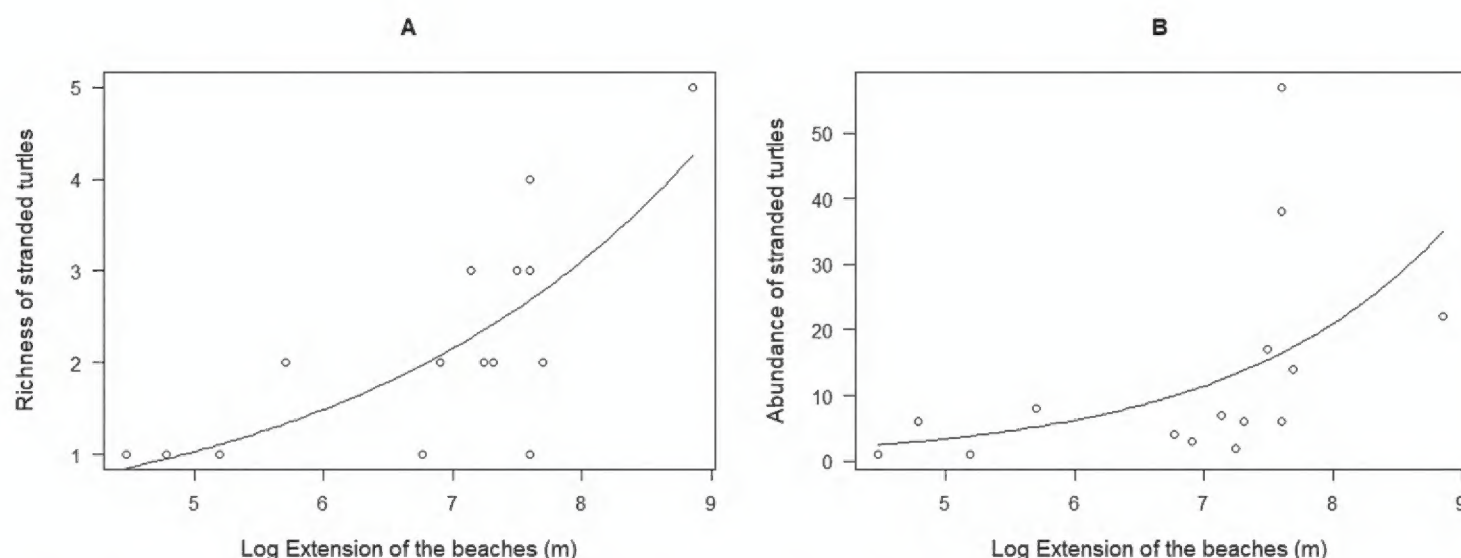 A
Richness of stranded turtles
5
4
3
2
1
5 6 7 8 9
Log Extension of the beaches (m)
B
Abundance of stranded turtles
50
40
30
20
10
0
5 6 7 8 9
Log Extension of the beaches (m)